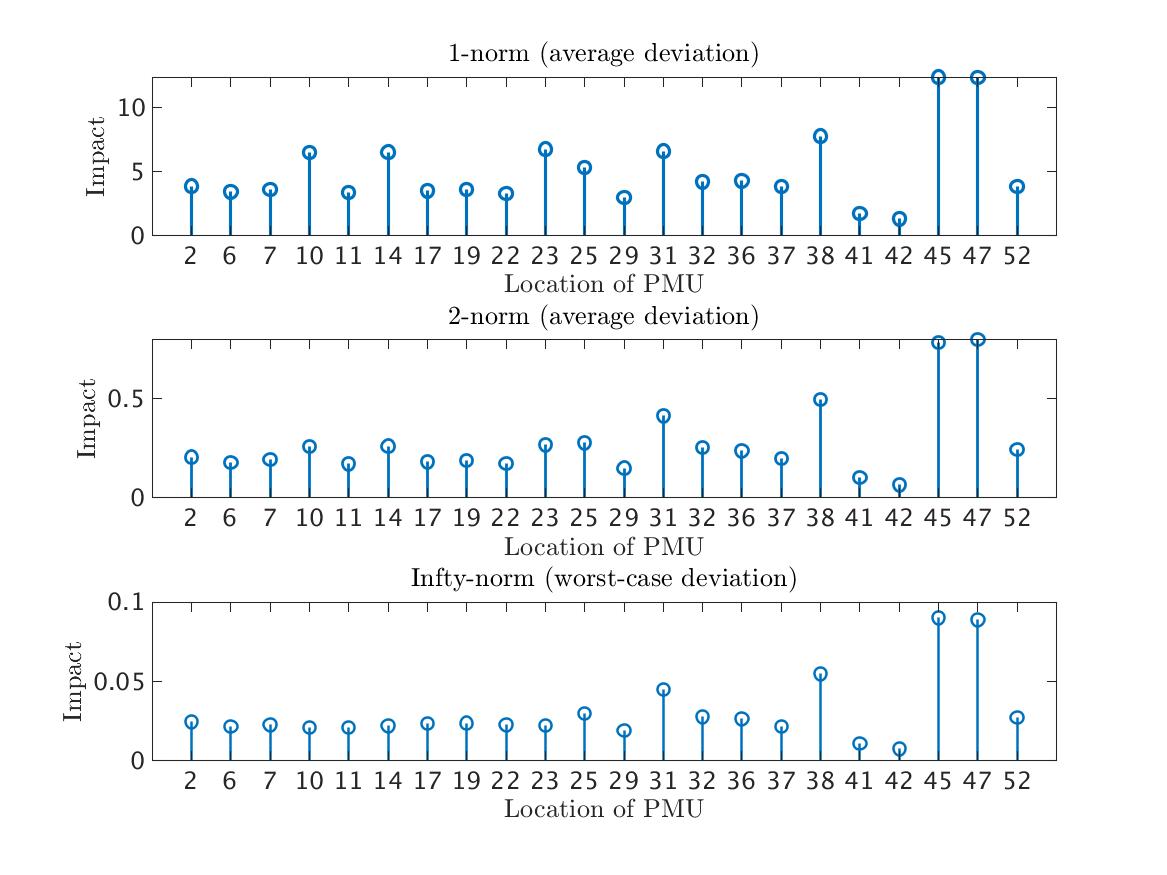 1-norm (average deviation)
10
5
0
Impact
2 6 7 10 11 14 17 19 22 23 25 29 31 32 36 37 38 41 42 45 47 52
Location of PMU
2-norm (average deviation)
0.5
0
Impact
2 6 7 10 11 14 17 19 22 23 25 29 31 32 36 37 38 41 42 45 47 52
Location of PMU
Infty-norm (worst-case deviation)
0.1
0.05
0
Impact
2 6 7 10 11 14 17 19 22 23 25 29 31 32 36 37 38 41 42 45 47 52
Location of PMU